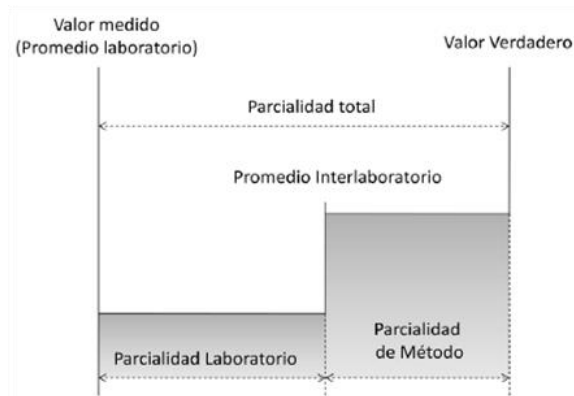 Valor medido
(Promedio laboratorio)
Valor Verdadero
Parcialidad total
Promedio Interlaboratorio
Parcialidad Laboratorio
Parcialidad
de Método